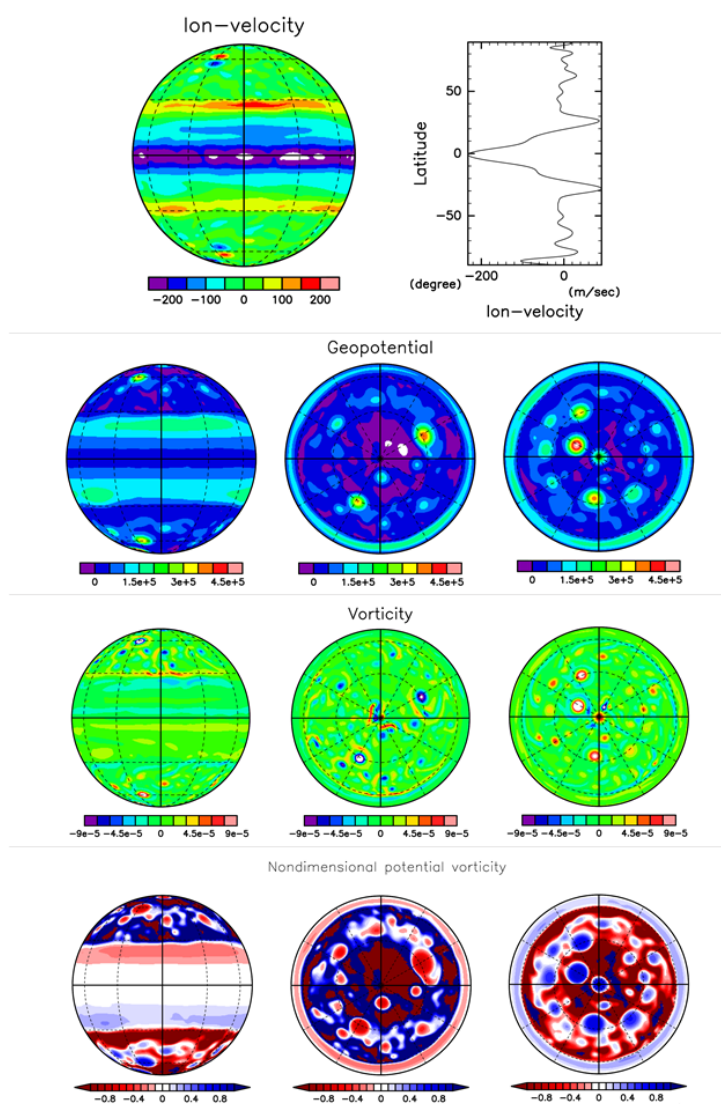 Ion-velocity
50
0
-50
Latitude
-200 0
(degree) (m/sec)
Ion-velocity
-200 -100 0 100 200
Geopotential
0 1.5e+5 3e+5 4.5e+5
0 1.5e+5 3e+5 4.5e+5
0 1.5e+5 3e+5 4.5e+5
Vorticity
-9e-5 -4.5e-5 0 4.5e-5 9e-5
-9e-5 -4.5e-5 0 4.5e-5 9e-5
-9e-5 -4.5e-5 0 4.5e-5 9e-5
Nondimensional potential vorticity
-0.8 -0.4 0 0.4 0.8
-0.8 -0.4 0 0.4 0.8
-0.8 -0.4 0 0.4 0.8